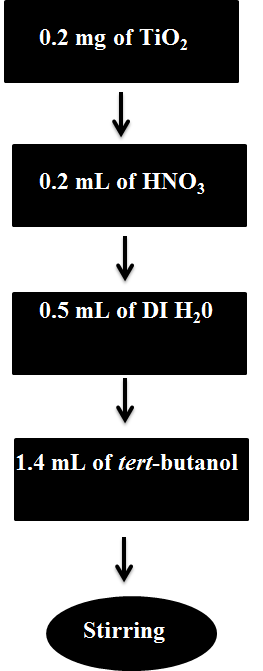 0.2 mg of TiO₂
0.2 mL of HNO₃
0.5 mL of DI H₂0
1.4 mL of tert-butanol
Stirring